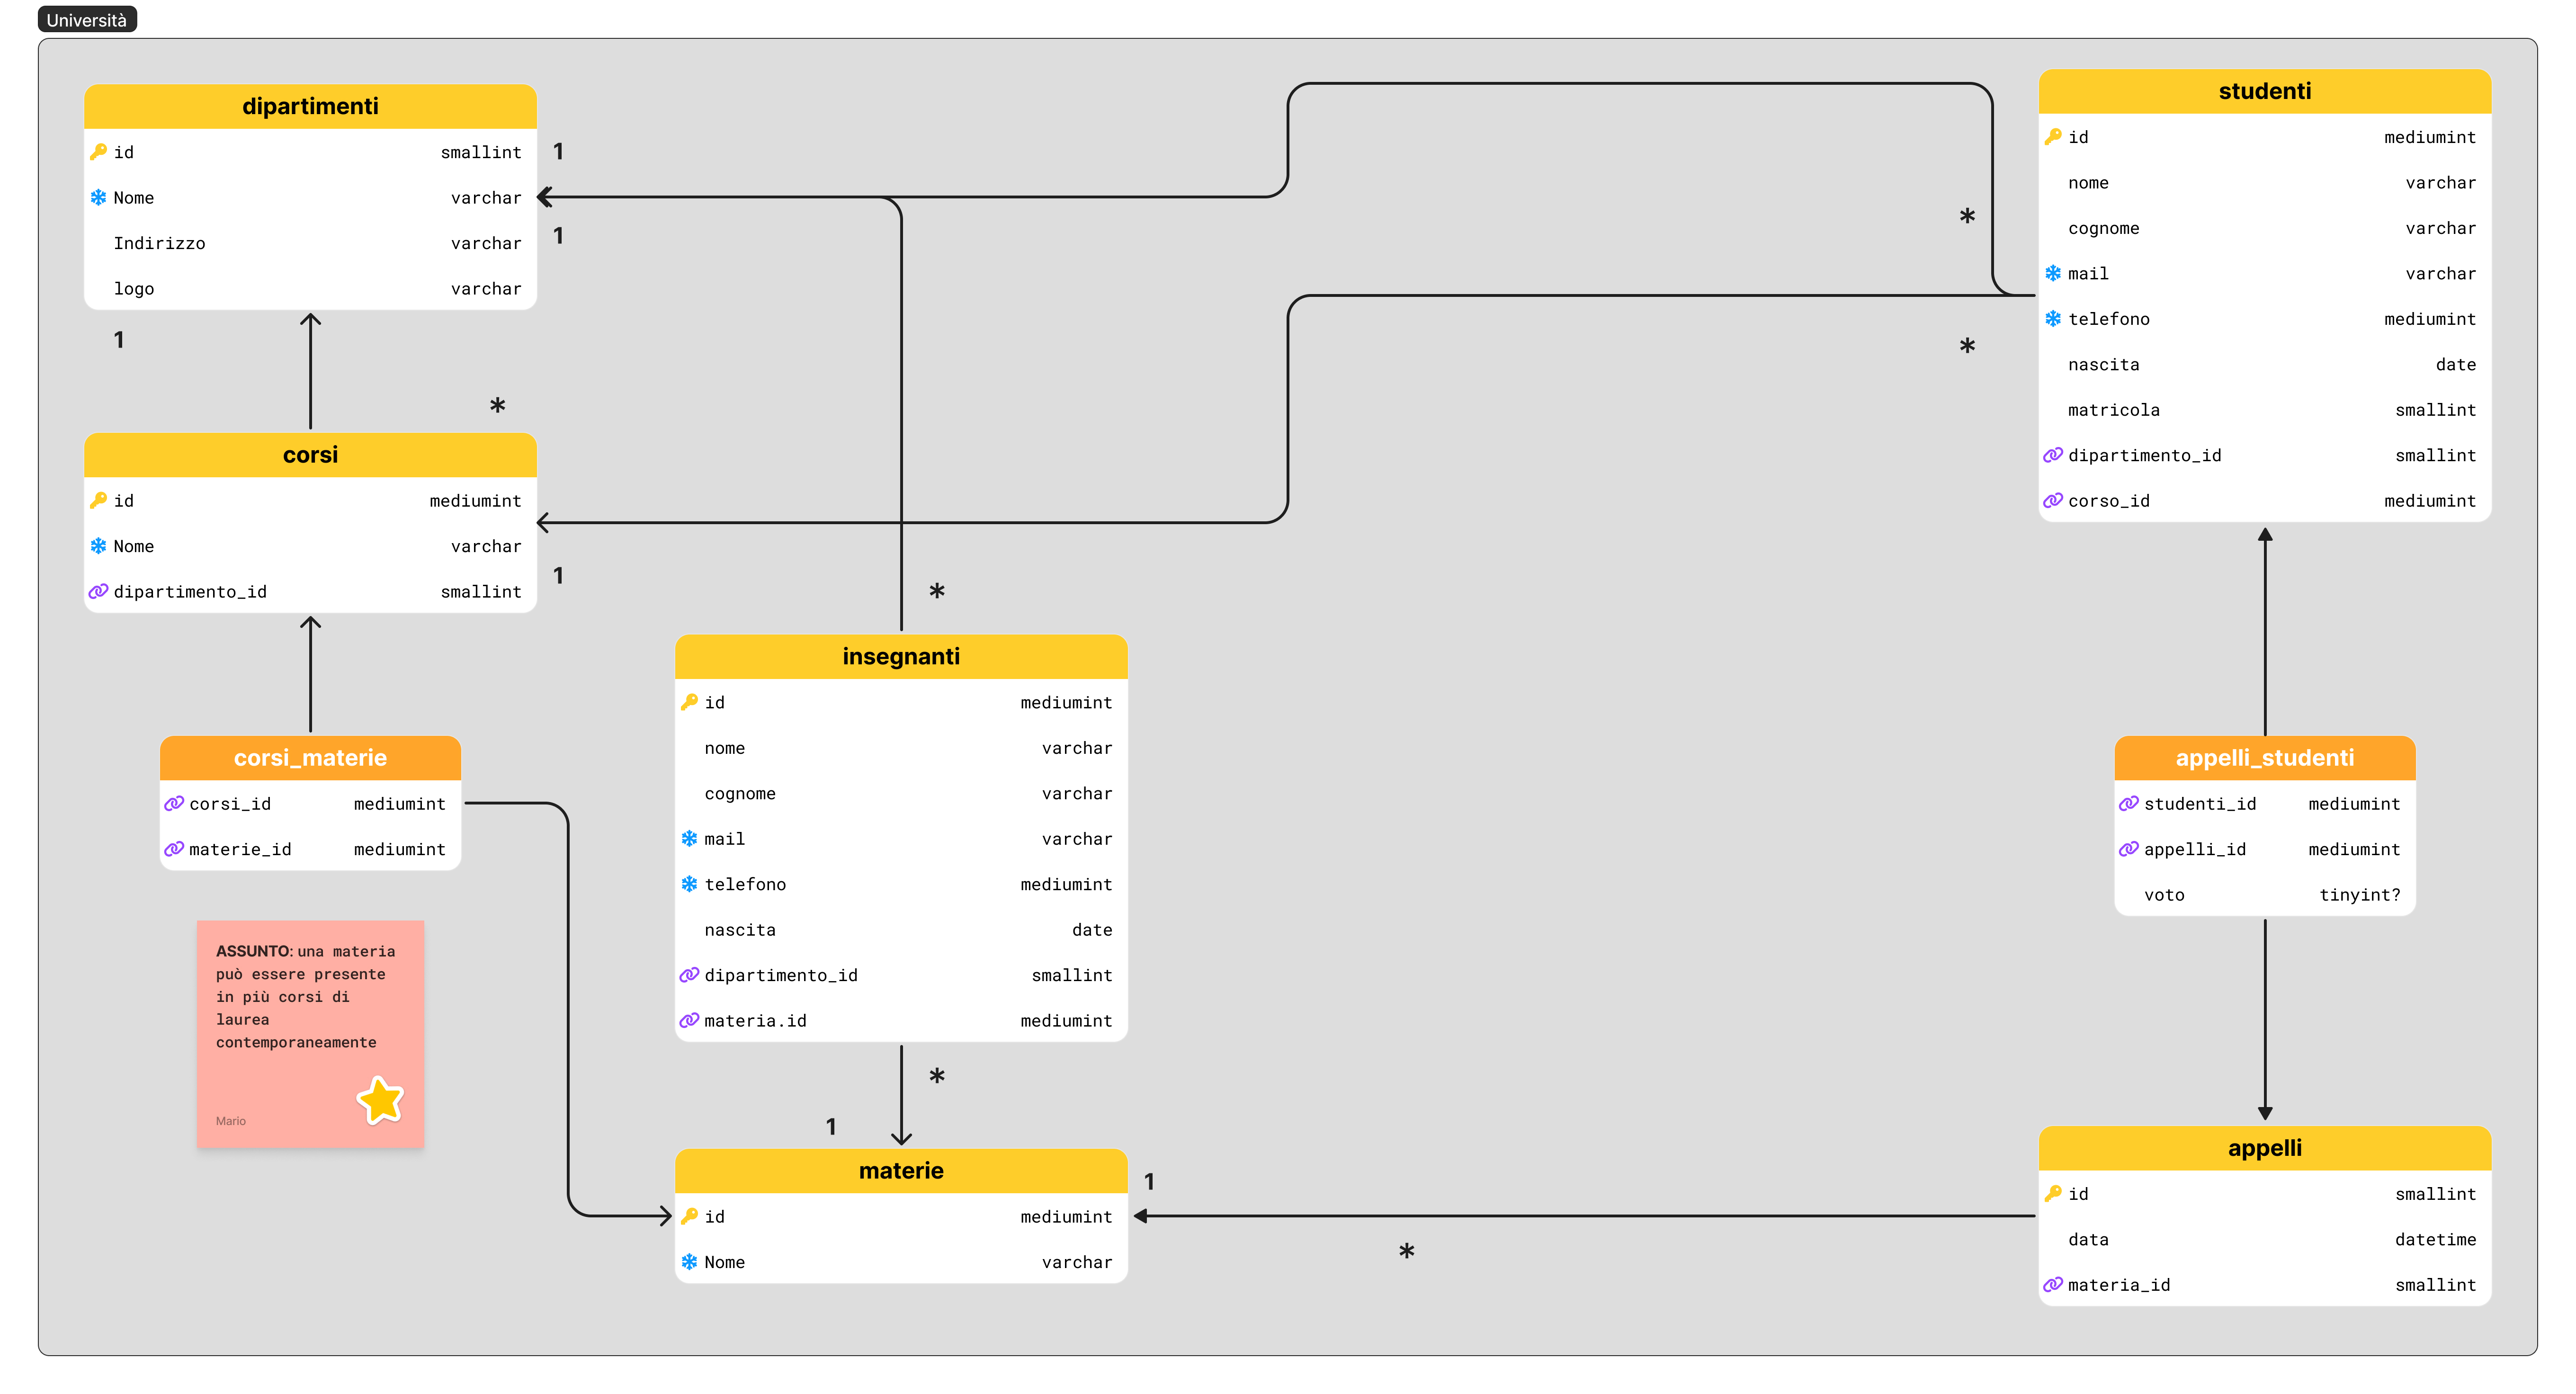 Università
dipartimenti
id smallint
Nome varchar
Indirizzo varchar
logo varchar
1
1
1
*
corsi
id mediumint
Nome varchar
dipartimento_id smallint
1
corsi_materie
corsi_id mediumint
materie_id mediumint
ASSUNTO: una materia
può essere presente
in più corsi di
laurea
contemporaneamente
Mario
*
insegnanti
id mediumint
nome varchar
cognome varchar
mail varchar
telefono mediumint
nascita date
dipartimento_id smallint
materia.id mediumint
*
1
materie
id mediumint
Nome varchar
1
*
studenti
id mediumint
nome varchar
cognome varchar
mail varchar
telefono mediumint
nascita date
matricola smallint
dipartimento_id smallint
corso_id mediumint
*
*
appelli_studenti
studenti_id mediumint
appelli_id mediumint
voto tinyint?
appelli
id smallint
data datetime
materia_id smallint